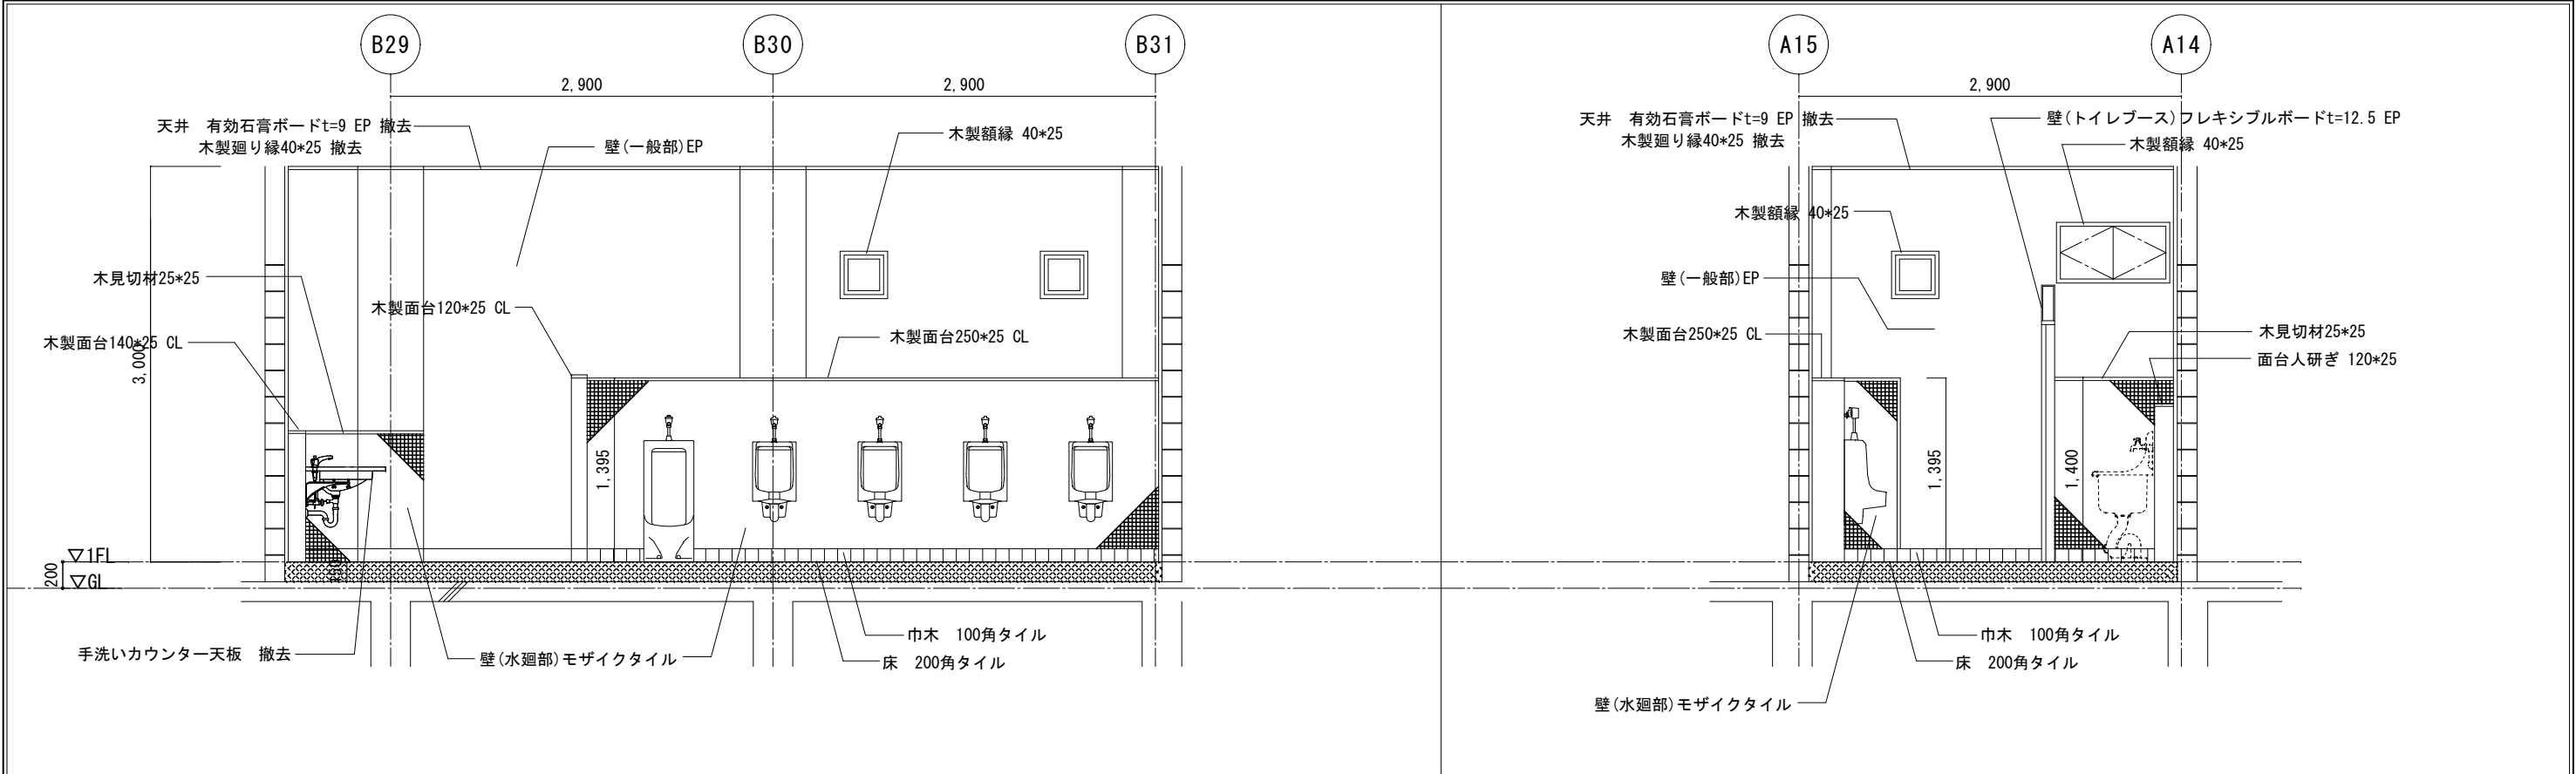 B29
B30
B31
2,900
2,900
天井 有効石膏ボードt=9 EP 撤去
木製廻り縁40*25 撤去
壁(一般部)EP
木製額縁 40*25
木見切材25*25
木製面台120*25 CL
木製面台140*25 CL
3,000
木製面台250*25 CL
1,395
▽1FL
200
▽GL
150
手洗いカウンター天板 撤去
壁(水廻部)モザイクタイル
巾木 100角タイル
床 200角タイル
A15
A14
2,900
天井 有効石膏ボードt=9 EP 撤去
木製廻り縁40*25 撤去
壁(トイレブース)フレキシブルボードt=12.5 EP
木製額縁 40*25
木製額縁 40*25
壁(一般部)EP
木製面台250*25 CL
木見切材25*25
面台人研ぎ 120*25
1,395
1,400
巾木 100角タイル
床 200角タイル
壁(水廻部)モザイクタイル